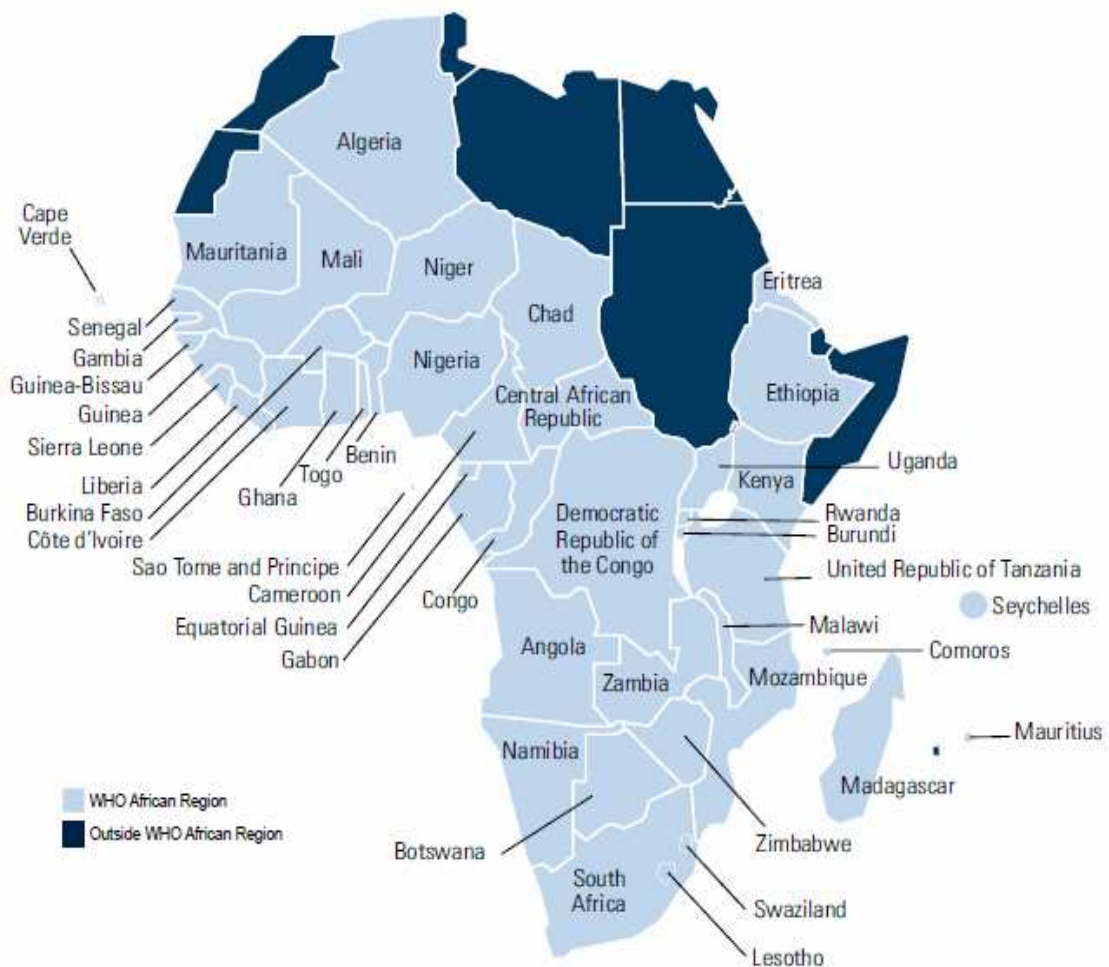 Algeria
Cape
Verde
Mauritania
Mali
Niger
Eritrea
Chad
Senegal
Gambia
Nigeria
Guinea-Bissau
Ethiopia
Central African
Republic
Guinea
Sierra Leone
Benin
Togo
Uganda
Kenya
Liberia
Ghana
Burkina Faso
Rwanda
Democratic
Republic of
the Congo
Côte d'Ivoire
Burundi
Sao Tome and Principe
United Republic of Tanzania
Cameroon
Congo
Seychelles
Equatorial Guinea
Malawi
Angola
Comoros
Gabon
Mozambique
Zambia
Mauritius
Namibia
Madagascar
WHO African Region
Outside WHO African Region
Zimbabwe
Botswana
South
Africa
Swaziland
Lesotho